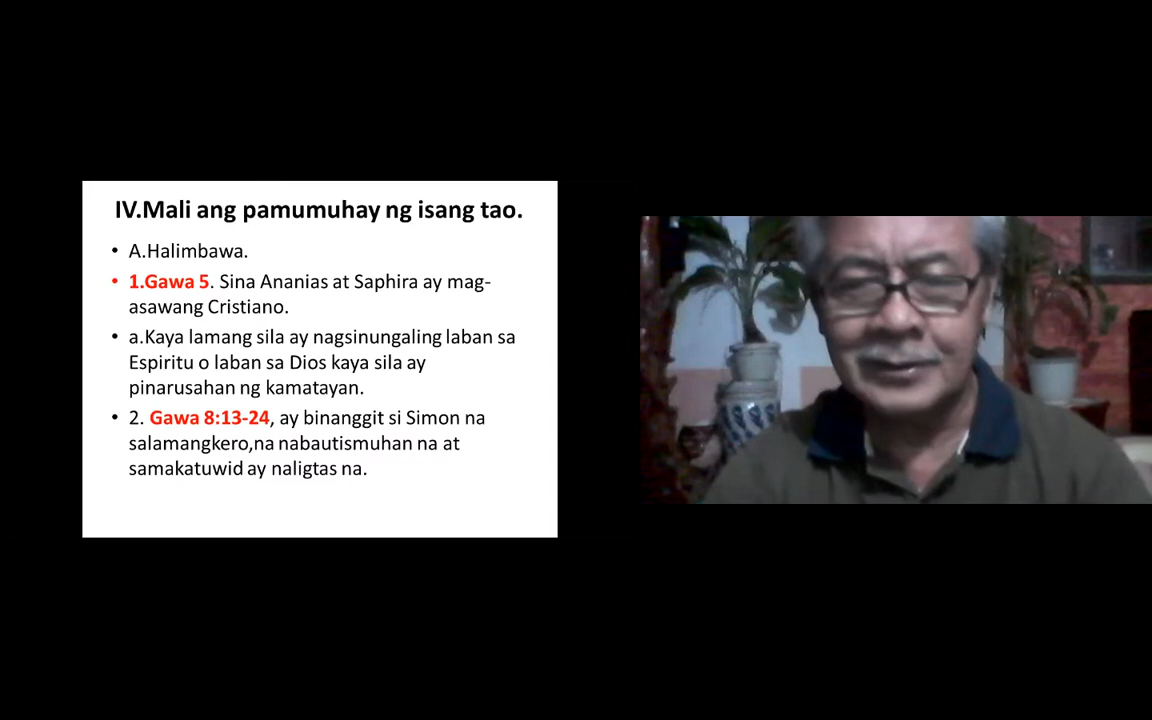 IV.Mali ang pamumuhay ng isang tao.
• A.Halimbawa.
• 1.Gawa 5. Sina Ananias at Saphira ay mag-
asawang Cristiano.
• a.Kaya lamang sila ay nagsinungaling laban sa
Espiritu o laban sa Dios kaya sila ay
pinarusahan ng kamatayan.
• 2. Gawa 8:13-24, ay binanggit si Simon na
salamangkero,na nabautismuhan na at
samakatuwid ay naligtas na.